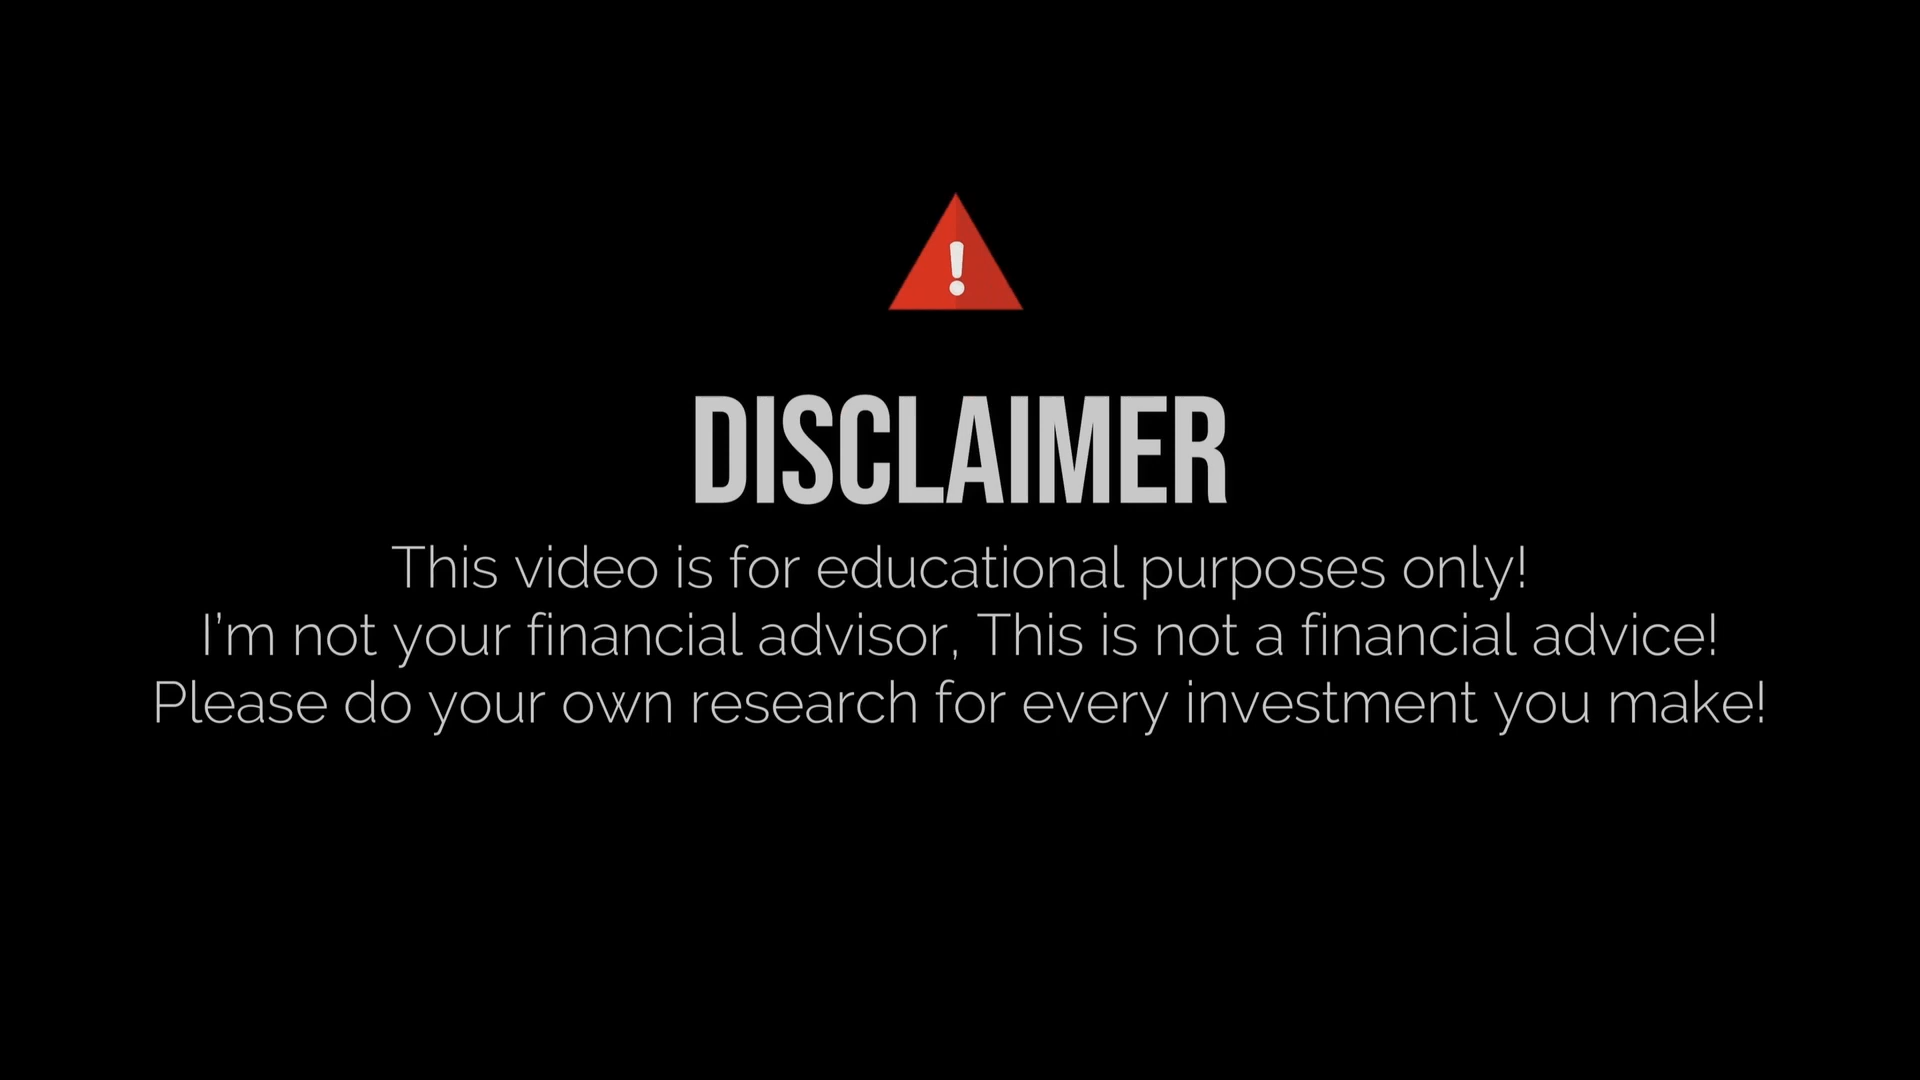 !
DISCLAIMER
This video is for educational purposes only!
I'm not your financial advisor, This is not a financial advice!
Please do your own research for every investment you make!